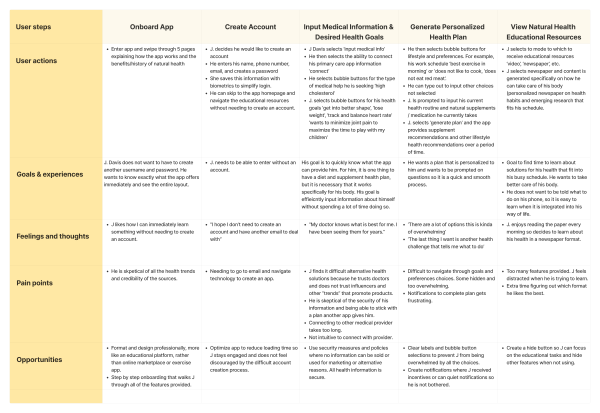 User steps
Onboard App
Create Account
Input Medical Information &
Desired Health Goals
Generate Personalized
Health Plan
View Natural Health
Educational Resources
User actions
• Enter app and swipe through 5 pages
explaining how the app works and the
benefits/history of natural health
• J. decides he would like to create an
account
• He enters his name, phone number,
email, and creates a password
• She saves this information with
biometrics to simplify login.
• He can skip to the app homepage and
navigate the educational resources
without needing to create an account.
• J Davis selects 'input medical info'
• He then selects the ability to connect
his primary care app information
'connect'
• He selects bubble buttons for the type
of medical help he is seeking 'high
cholesterol'
• J. selects bubble buttons for his health
goals 'get into better shape', 'lose
weight', 'track and balance heart rate'
'wants to minimize joint pain to
maximize the time to play with my
children'
• He then selects bubble buttons for
lifestyle and preferences. For example,
his work schedule 'best exercise in
morning' or 'does not like to cook', 'does
not eat red meat'
• He can type out to input other
choices not selected
• J. Is prompted to input his current
health routine and natural supplements
/ medication he currently takes
• J. selects 'generate plan' and the app
provides supplement
recommendations and other lifestyle
health recommendations over a period
of time.
• J selects to mode to which to
receive educational resources
'video', 'newspaper', etc.
• J selects newspaper and content is
generated specifically on how he
can take care of his body
(personalized newspaper on health
habits and emerging research that
fits his schedule.
Goals & experiences
J. Davis does not want to have to create
another username and password. He
wants to know exactly what the app offers
immediately and see the entire layout.
• J. needs to be able to enter without an
account.
His goal is to quickly know what the app
can provide him. For him, it is one thing to
have a diet and supplement health plan,
but it is necessary that it works
specifically for his body. His goal is
effeiciently input information about himself
without spending a lot of time doing so.
• He wants a plan that is personalized to
him and wants to be prompted on
questions so it is a quick and smooth
process.
• Goal to find time to learn about
solutions for his health that fit into
his busy schedule. He wants to take
better care of his body.
• He does not want to be told what to
do on his phone, so it is easy to
learn when it is integrated into his
way of life.
Feelings and thoughts
• J likes how I can immediately learn
something without needing to create
an account.
• "I hope I don't need to create an
account and have another email to deal
with"
• "My doctor knows what is best for me. I
have been seeing them for years."
• 'There are a lot of options this is kinda
of overwhelming'
• 'The last thing I want is another health
challenge that tells me what to do'
• J. enjoys reading the paper every
morning so decides to learn about
his health in a newspaper format.
Pain points
• He is skpetical of all the health trends
and crediability of the sources.
• Needing to go to email and navigate
technology to create an app.
• J finds it difficult alternative health
solutions because he trusts doctors
and does not trust influencers and
other "trends" that promote products.
• He is skeptical of the security of his
information and being able to stick with
a plan another app gives him.
• Connecting to other medical provider
takes too long.
• Not intuitive to connect with provider.
• Difficult to navigate through goals and
preferences choices. Some hidden and
too overwhelming.
• Notifications to complete plan gets
frustrating.
• Too many features provided. J feels
distracted when he is trying to learn.
• Extra time figuring out which format
he likes the best.
Opportunities
• Format and design professionally, more
like an educational platform, rather
than online marketplace or exercise
app.
• Step by step onboarding that walks J
through all of the features provided.
• Optimize app to reduce loading time so
J stays engaged and does not feel
discouraged by the difficult account
creation process.
• Use security measures and policies
where no information can be sold or
used for marketing or alternative
reasons. All health information is
secure.
• Clear labels and bubble button
selections to prevent J from being
overwhelmed by all the choices.
• Create notifications where J received
incentives or can quiet notifications so
he is not bothered.
• Create a hide button so J can focus
on the educational tasks and hide
other features when not using.